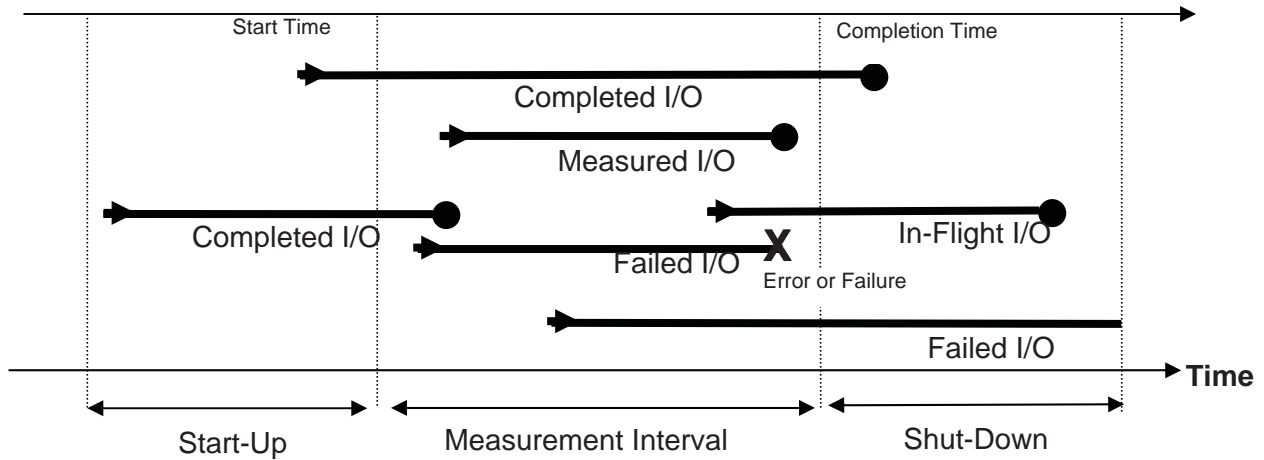 Start Time
Completion Time
Completed I/O
Measured I/O
Completed I/O
In-Flight I/O
Failed I/O
X
Error or Failure
Failed I/O
Time
Start-Up
Measurement Interval
Shut-Down